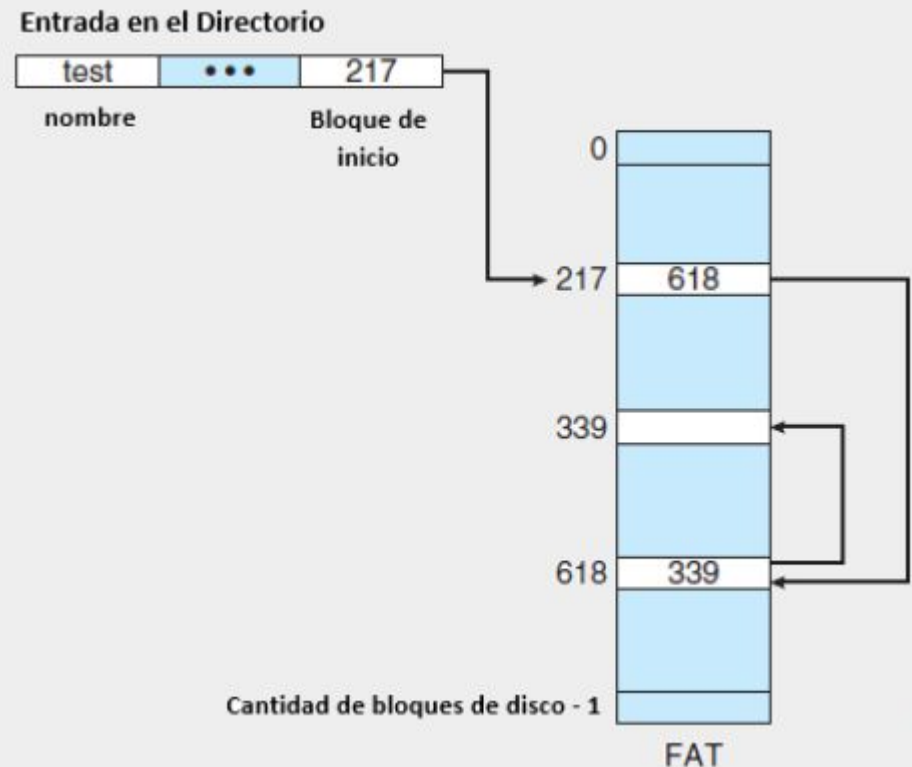 Entrada en el Directorio
test ••• 217
nombre Bloque de
inicio
0
217 618
339
618 339
Cantidad de bloques de disco - 1
FAT